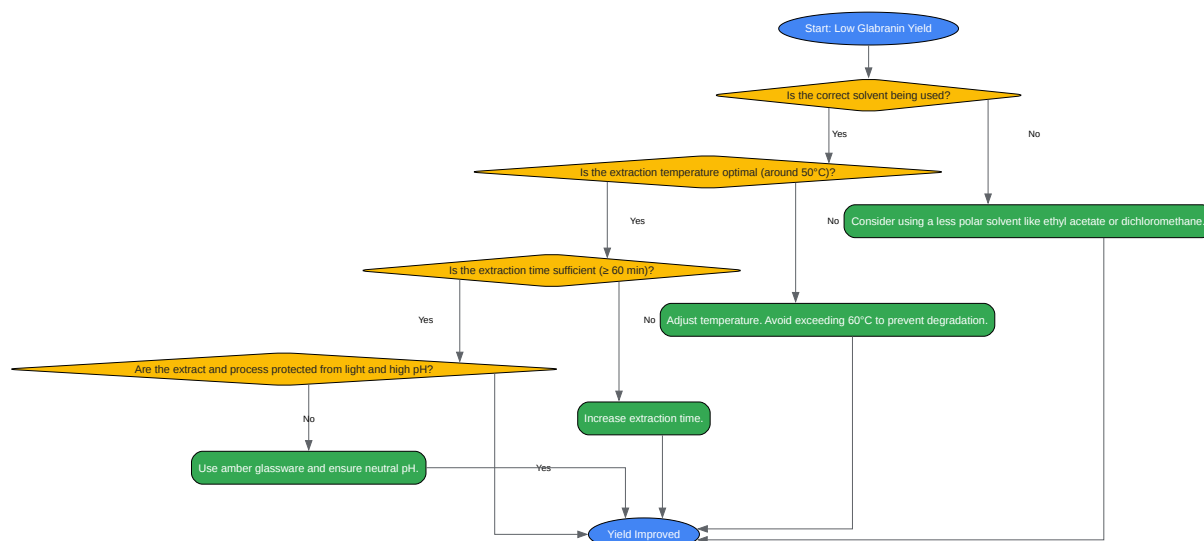 Start: Low Glabranin Yield
Is the correct solvent being used?
Yes
No
Is the extraction temperature optimal (around 50°C)?
Yes
No
Consider using a less polar solvent like ethyl acetate or dichloromethane.
Is the extraction time sufficient (≥ 60 min)?
Yes
No
Adjust temperature. Avoid exceeding 60°C to prevent degradation.
Are the extract and process protected from light and high pH?
No
Increase extraction time.
Use amber glassware and ensure neutral pH.
Yes
Yield Improved